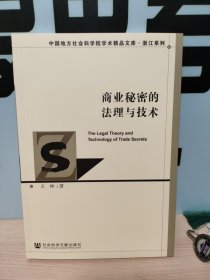 中国地方社会科学院学术精品文库·浙江系列
商业秘密的
法理与技术
The Legal Theory and
Technology of Trade Secrets
S
著
社会科学文献出版社